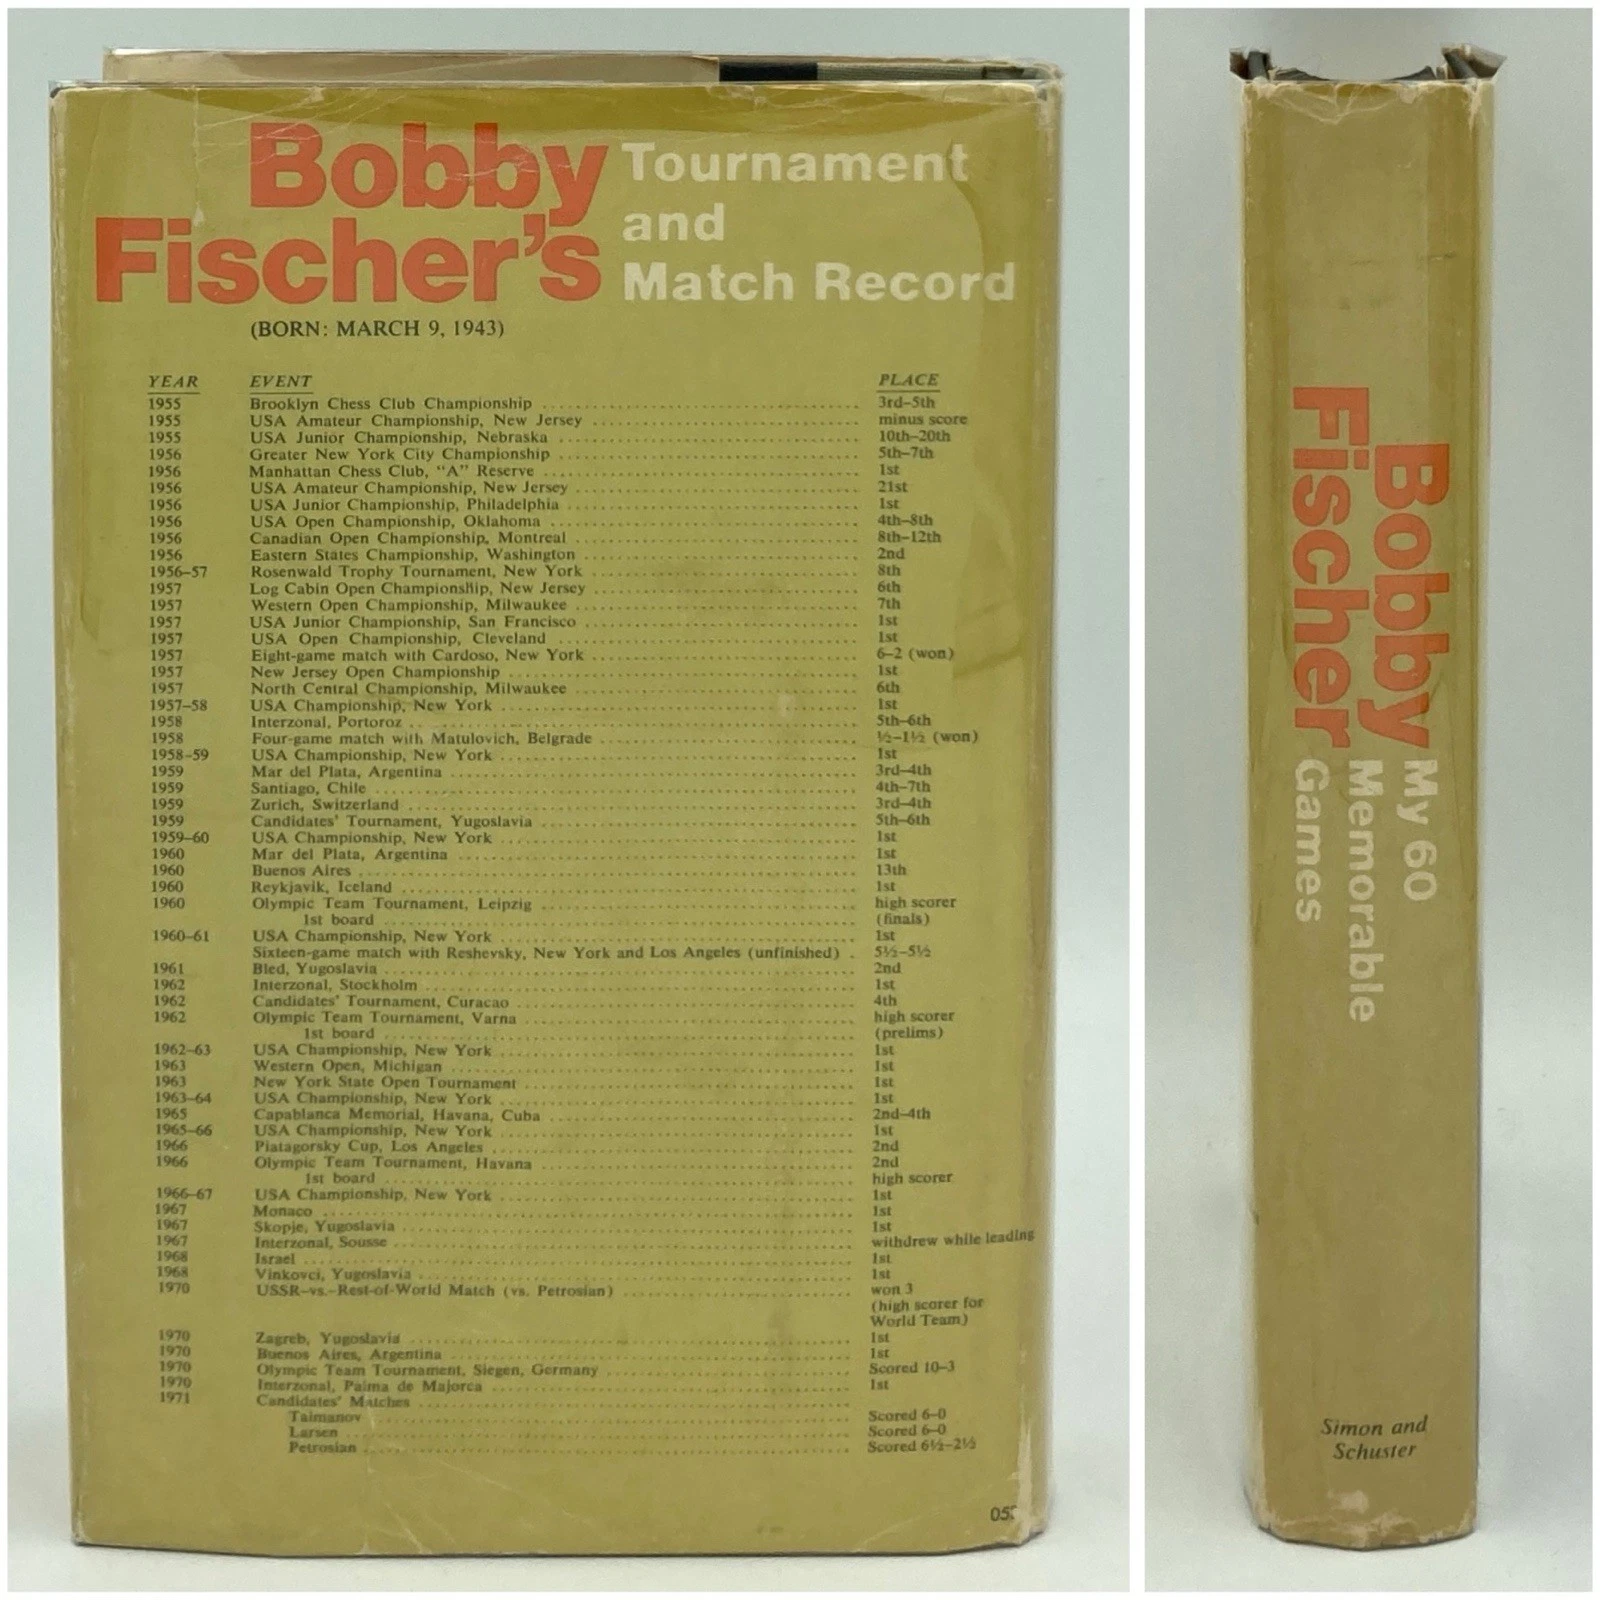 Bobby Fischer's Tournament and Match Record
(BORN: MARCH 9, 1943)
YEAR EVENT PLACE
1955 Brooklyn Chess Club Championship 3rd–5th
1955 USA Amateur Championship, New Jersey minus score
1955 USA Junior Championship, Nebraska 10th–20th
1956 Greater New York City Championship 5th–7th
1956 Manhattan Chess Club, "A" Reserve 1st
1956 USA Amateur Championship, New Jersey 21st
1956 USA Junior Championship, Philadelphia 1st
1956 USA Open Championship, Oklahoma 4th–8th
1956 Canadian Open Championship, Montreal 8th–12th
1956 Eastern States Championship, Washington 2nd
1956–57 Rosenwald Trophy Tournament, New York 8th
1957 Log Cabin Open Championship, New Jersey 6th
1957 Western Open Championship, Milwaukee 7th
1957 USA Junior Championship, San Francisco 1st
1957 USA Open Championship, Cleveland 1st
1957 Eight-game match with Cardoso, New York 6–2 (won)
1957 New Jersey Open Championship 1st
1957 North Central Championship, Milwaukee 6th
1957–58 USA Championship, New York 1st
1958 Interzonal, Portoroz 5th–6th
1958 Four-game match with Matulovich, Belgrade ½–1½ (won)
1958–59 USA Championship, New York 1st
1959 Mar del Plata, Argentina 3rd–4th
1959 Santiago, Chile 4th–7th
1959 Zurich, Switzerland 3rd–4th
1959 Candidates' Tournament, Yugoslavia 5th–6th
1959–60 USA Championship, New York 1st
1960 Mar del Plata, Argentina 1st
1960 Buenos Aires 13th
1960 Reykjavik, Iceland 1st
1960 Olympic Team Tournament, Leipzig high scorer
1st board (finals)
1960–61 USA Championship, New York 1st
Sixteen-game match with Reshevsky, New York and Los Angeles (unfinished) 5½–5½
1961 Bled, Yugoslavia 2nd
1962 Interzonal, Stockholm 1st
1962 Candidates' Tournament, Curacao 4th
1962 Olympic Team Tournament, Varna high scorer
1st board (prelims)
1962–63 USA Championship, New York 1st
1963 Western Open, Michigan 1st
1963 New York State Open Tournament 1st
1963–64 USA Championship, New York 1st
1965 Capablanca Memorial, Havana, Cuba 2nd–4th
1965–66 USA Championship, New York 1st
1966 Piatagorsky Cup, Los Angeles 2nd
1966 Olympic Team Tournament, Havana 2nd
1st board high scorer
1966–67 USA Championship, New York 1st
1967 Monaco 1st
1967 Skopje, Yugoslavia 1st
1967 Interzonal, Sousse withdrew while leading
1968 Israel 1st
1968 Vinkovci, Yugoslavia 1st
1970 USSR–vs.–Rest-of-World Match (vs. Petrosian) won 3
(high scorer for
World Team)
1970 Zagreb, Yugoslavia 1st
1970 Buenos Aires, Argentina 1st
1970 Olympic Team Tournament, Siegen, Germany Scored 10–3
1970 Interzonal, Palma de Majorca 1st
1971 Candidates' Matches
Taimanov Scored 6–0
Larsen Scored 6–0
Petrosian Scored 6½–2½
Bobby
Fischer
My 60
Memorable
Games
Simon and
Schuster